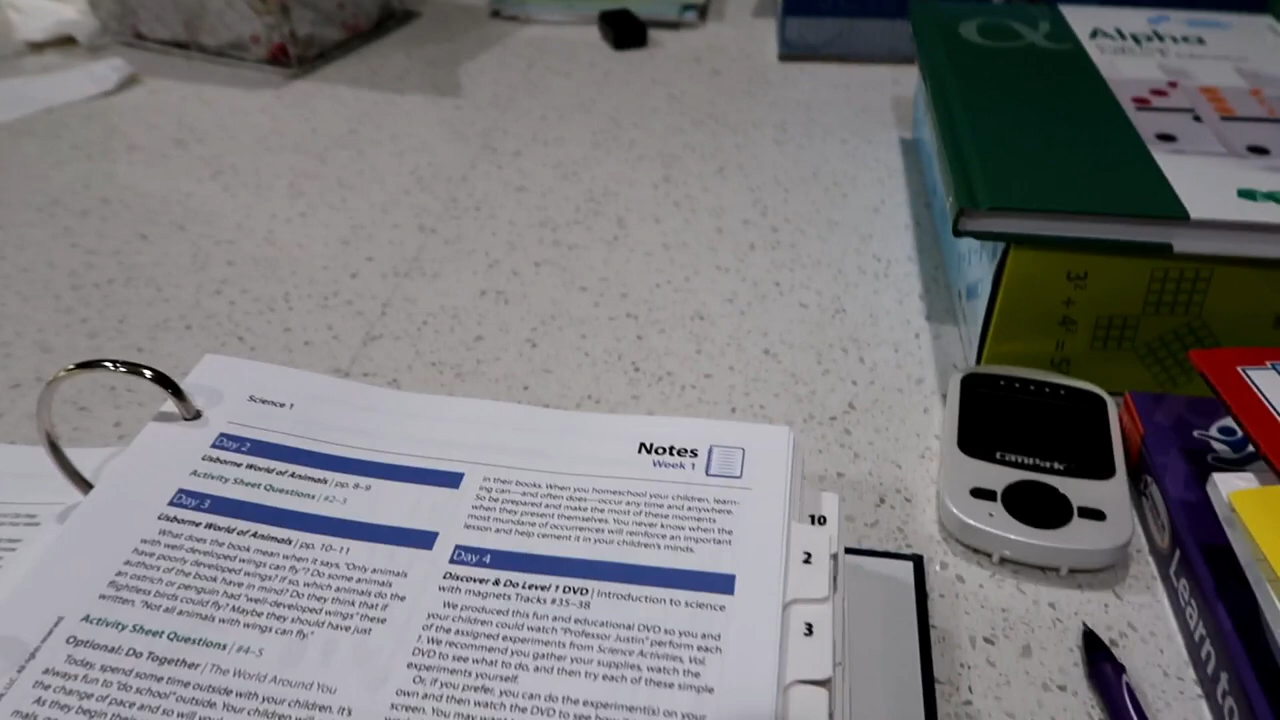 Science 1
Notes
Week 1
Day 2
Usborne World of Animals | pp. 8–9
Activity Sheet Questions | #2–3
Day 3
Usborne World of Animals | pp. 10–11
What does the book mean when it says, "Only animals
with well-developed wings can fly"? Do some animals
have poorly developed wings? If so, which animals do the
authors of the book have in mind? Do they think that if
an ostrich or penguin had "well-developed wings" these
flightless birds could fly? Maybe they should have just
written, "Not all animals with wings can fly."
Activity Sheet Questions | #4–5
Optional: Do Together | The World Around You
Today, spend some time outside with your children. It's
always fun to "do school" outside. Your children will
the change of pace and so will
As they begin
in their books. When you homeschool your children, learn-
ing can—and often does—occur any time and anywhere.
So be prepared and make the most of these moments
when they present themselves. You never know when the
most mundane of occurrences will reinforce an important
lesson and help cement it in your children's minds.
Day 4
Discover & Do Level 1 DVD | Introduction to science
with magnets Tracks #35–38
We produced this fun and educational DVD so you and
your children could watch "Professor Justin" perform each
of the assigned experiments from Science Activities, Vol.
1. We recommend you gather your supplies, watch the
DVD to see what to do, and then try each of these simple
experiments yourself.
Or, if you prefer, you can do the experiment(s) on your
own and then watch the DVD to see how
screen. You may want
10
2
3
α
Alpha
3² + 4² = 5²
CamPark
Learn to